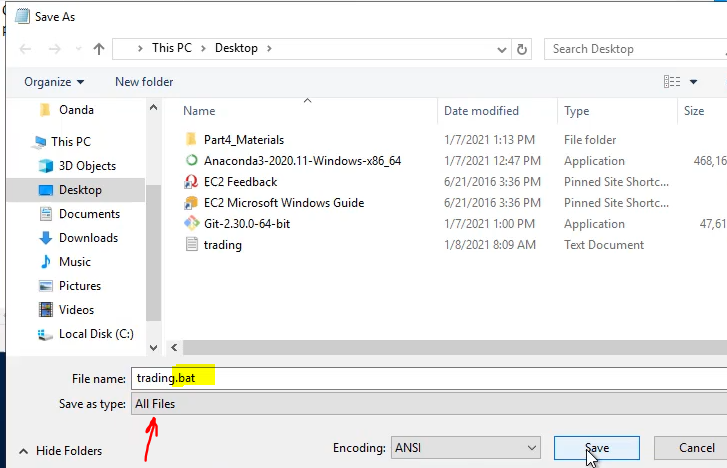 Save As
This PC > Desktop >
Search Desktop
Organize
New folder
Name Date modified Type Size
Oanda
This PC
3D Objects
Desktop
Documents
Downloads
Music
Pictures
Videos
Local Disk (C:)
Part4_Materials 1/7/2021 1:13 PM File folder
Anaconda3-2020.11-Windows-x86_64 1/7/2021 12:47 PM Application 468,16
EC2 Feedback 6/21/2016 3:36 PM Pinned Site Shortc...
EC2 Microsoft Windows Guide 6/21/2016 3:36 PM Pinned Site Shortc...
Git-2.30.0-64-bit 1/7/2021 1:00 PM Application 47,61
trading 1/8/2021 8:09 AM Text Document
File name: trading.bat
Save as type: All Files
Hide Folders
Encoding: ANSI
Save
Cancel